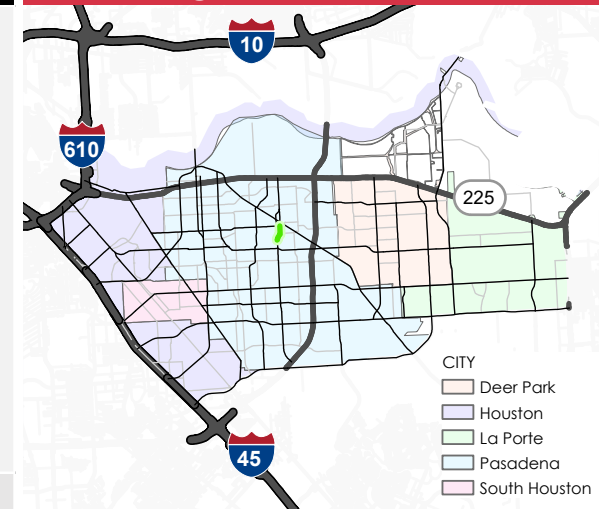 10
610
225
CITY
Deer Park
Houston
La Porte
Pasadena
South Houston
45